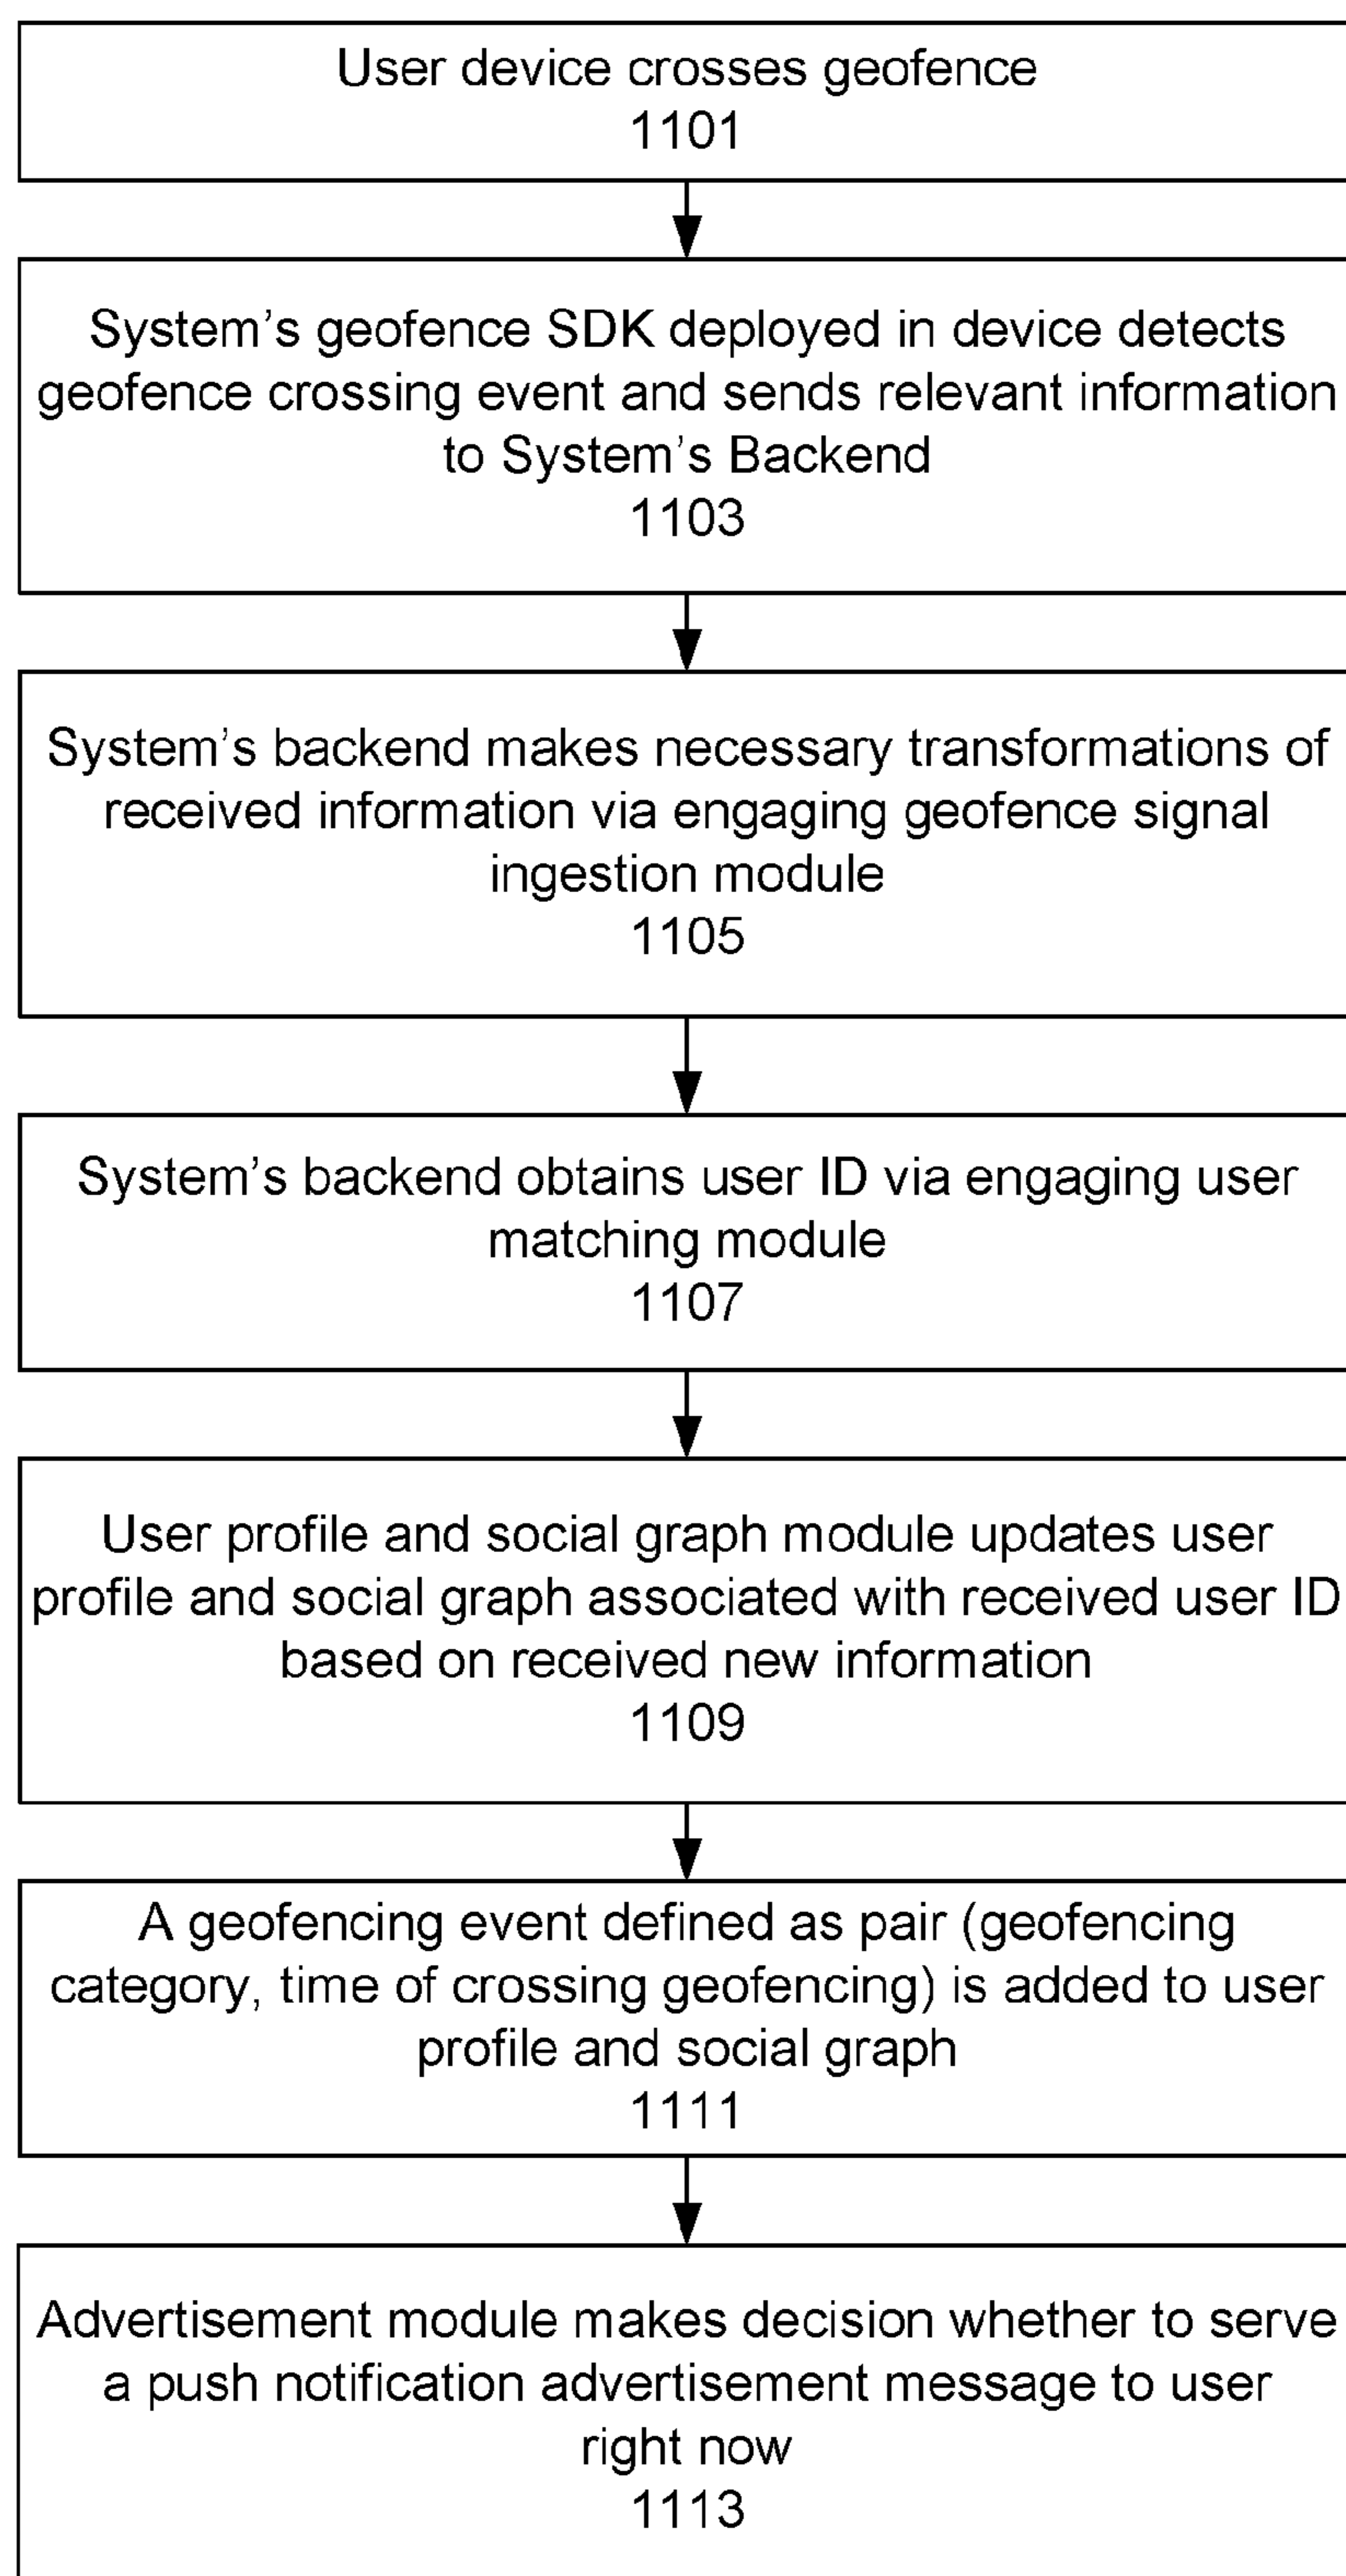 User device crosses geofence
1101
System's geofence SDK deployed in device detects
geofence crossing event and sends relevant information
to System's Backend
1103
System's backend makes necessary transformations of
received information via engaging geofence signal
ingestion module
1105
System's backend obtains user ID via engaging user
matching module
1107
User profile and social graph module updates user
profile and social graph associated with received user ID
based on received new information
1109
A geofencing event defined as pair (geofencing
category, time of crossing geofencing) is added to user
profile and social graph
1111
Advertisement module makes decision whether to serve
a push notification advertisement message to user
right now
1113